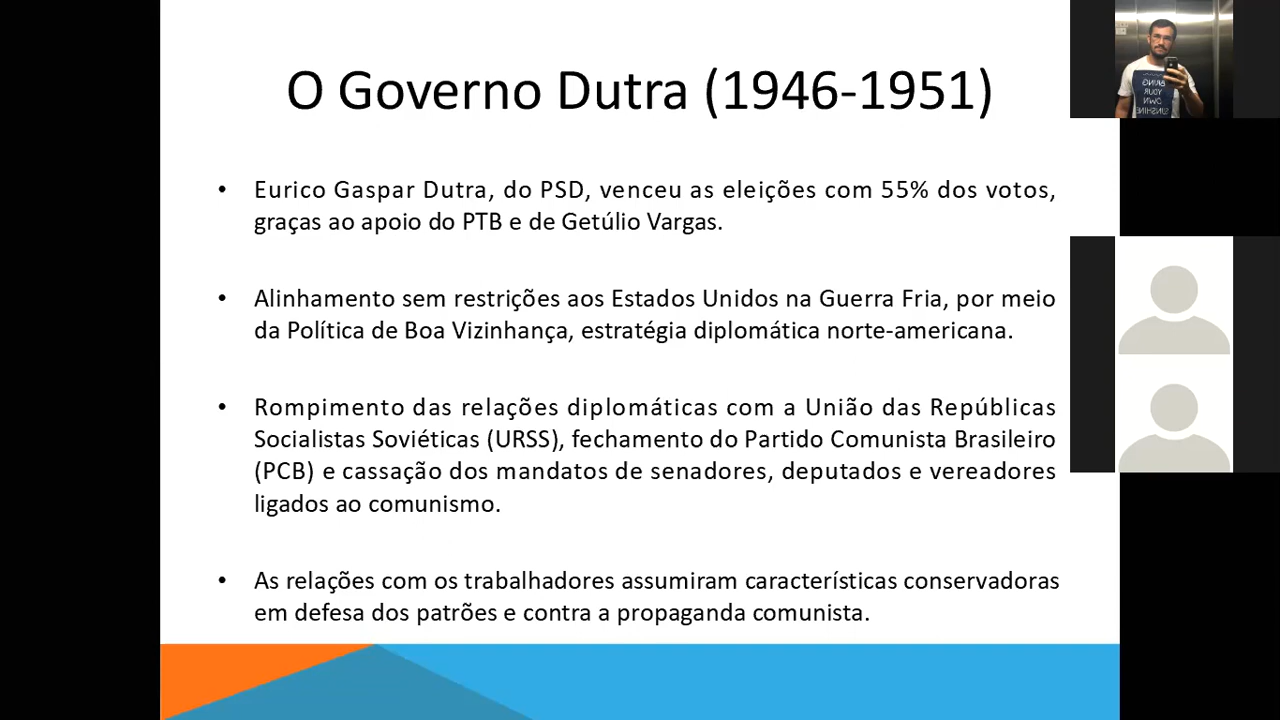 O Governo Dutra (1946-1951)
• Eurico Gaspar Dutra, do PSD, venceu as eleições com 55% dos votos,
graças ao apoio do PTB e de Getúlio Vargas.
• Alinhamento sem restrições aos Estados Unidos na Guerra Fria, por meio
da Política de Boa Vizinhança, estratégia diplomática norte-americana.
• Rompimento das relações diplomáticas com a União das Repúblicas
Socialistas Soviéticas (URSS), fechamento do Partido Comunista Brasileiro
(PCB) e cassação dos mandatos de senadores, deputados e vereadores
ligados ao comunismo.
• As relações com os trabalhadores assumiram características conservadoras
em defesa dos patrões e contra a propaganda comunista.
BRING
YOUR
OWN
SUNSHINE